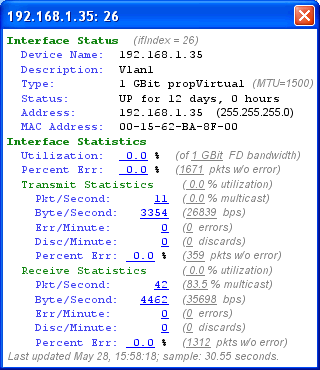 192.168.1.35: 26
Interface Status (ifIndex = 26)
Device Name: 192.168.1.35
Description: Vlan1
Type: 1 GBit propVirtual (MTU=1500)
Status: UP for 12 days, 0 hours
Address: 192.168.1.35 (255.255.255.0)
MAC Address: 00-15-62-BA-8F-00
Interface Statistics
Utilization: 0.0 % (of 1 GBit FD bandwidth)
Percent Err: 0.0 % (1671 pkts w/o error)
Transmit Statistics (0.0 % utilization)
Pkt/Second: 11 (0.0 % multicast)
Byte/Second: 3354 (26839 bps)
Err/Minute: 0 (0 errors)
Disc/Minute: 0 (0 discards)
Percent Err: 0.0 % (359 pkts w/o error)
Receive Statistics (0.0 % utilization)
Pkt/Second: 42 (83.5 % multicast)
Byte/Second: 4462 (35698 bps)
Err/Minute: 0 (0 errors)
Disc/Minute: 0 (0 discards)
Percent Err: 0.0 % (1312 pkts w/o error)
Last updated May 28, 15:58:18; sample: 30.55 seconds.